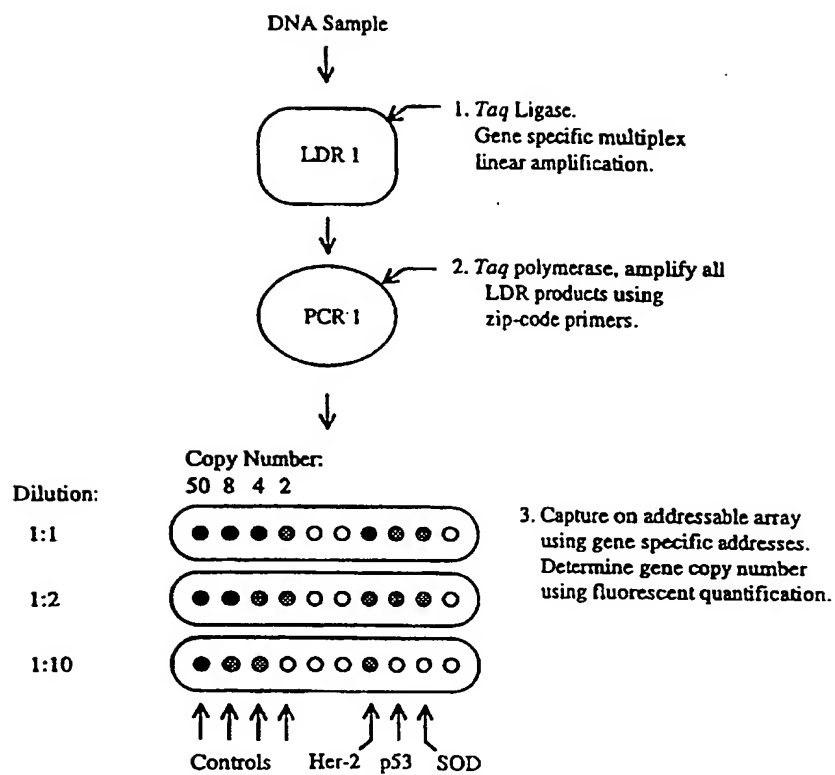 DNA Sample
1. Taq Ligase.
Gene specific multiplex
linear amplification.
LDR 1
2. Taq polymerase, amplify all
LDR products using
zip-code primers.
PCR 1
Copy Number:
50 8 4 2
Dilution:
1:1
1:2
1:10
3. Capture on addressable array
using gene specific addresses.
Determine gene copy number
using fluorescent quantification.
Controls
Her-2 p53 SOD